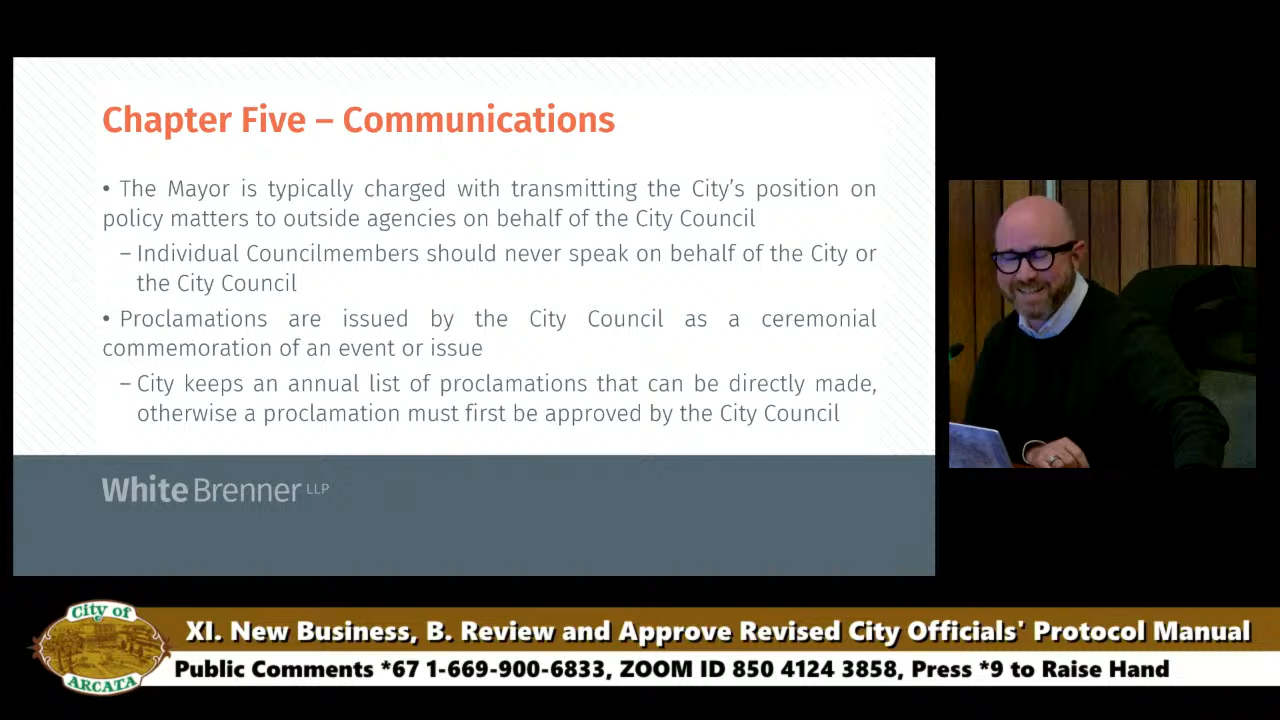 Chapter Five – Communications
• The Mayor is typically charged with transmitting the City's position on
policy matters to outside agencies on behalf of the City Council
– Individual Councilmembers should never speak on behalf of the City or
the City Council
• Proclamations are issued by the City Council as a ceremonial
commemoration of an event or issue
– City keeps an annual list of proclamations that can be directly made,
otherwise a proclamation must first be approved by the City Council
WhiteBrenner LLP
City of
ARCATA
XI. New Business, B. Review and Approve Revised City Officials' Protocol Manual
Public Comments *67 1-669-900-6833, ZOOM ID 850 4124 3858, Press *9 to Raise Hand